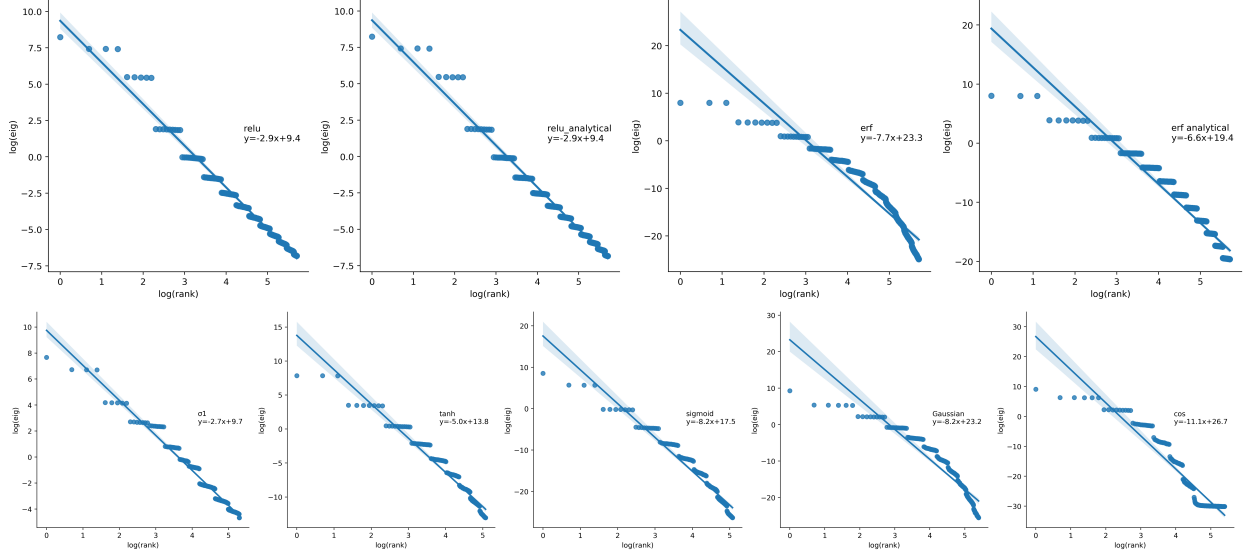 10.0
7.5
5.0
2.5
0.0
−2.5
−5.0
−7.5
log(eig)
relu
y=-2.9x+9.4
0 1 2 3 4 5
log(rank)
10.0
7.5
5.0
2.5
0.0
−2.5
−5.0
−7.5
log(eig)
relu_analytical
y=-2.9x+9.4
0 1 2 3 4 5
log(rank)
20
10
0
−10
−20
log(eig)
erf
y=-7.7x+23.3
0 1 2 3 4 5
log(rank)
20
10
0
−10
−20
log(eig)
erf analytical
y=-6.6x+19.4
0 1 2 3 4 5
log(rank)
10
8
6
4
2
0
−2
−4
log(eig)
σ1
y=-2.7x+9.7
0 1 2 3 4 5
log(rank)
15
10
5
0
−5
−10
log(eig)
tanh
y=-5.0x+13.8
0 1 2 3 4 5
log(rank)
20
10
0
−10
−20
log(eig)
sigmoid
y=-8.2x+17.5
0 1 2 3 4 5
log(rank)
30
20
10
0
−10
−20
log(eig)
Gaussian
y=-8.2x+23.2
0 1 2 3 4 5
log(rank)
30
20
10
0
−10
−20
−30
log(eig)
cos
y=-11.1x+26.7
0 1 2 3 4 5
log(rank)